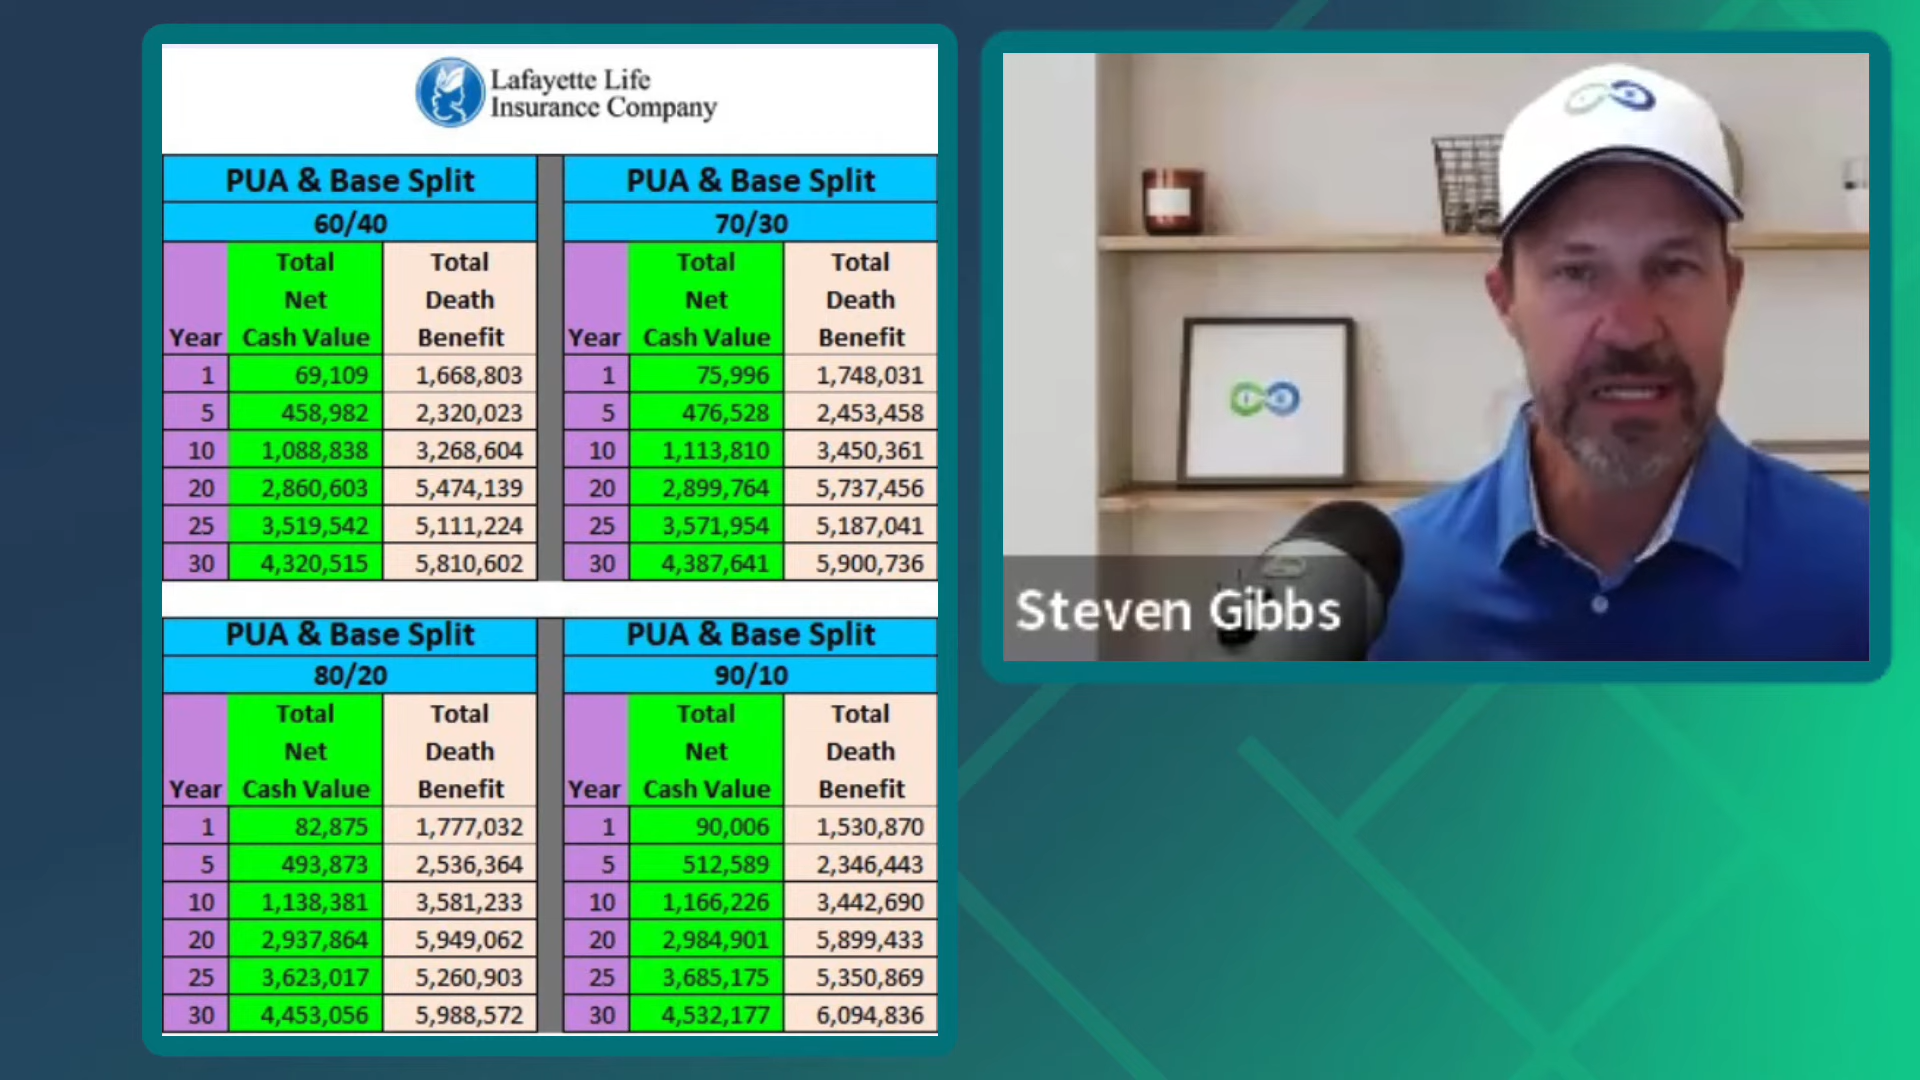 Lafayette Life
Insurance Company
PUA & Base Split
60/40
Total Total
Net Death
Year Cash Value Benefit
1 69,109 1,668,803
5 458,982 2,320,023
10 1,088,838 3,268,604
20 2,860,603 5,474,139
25 3,519,542 5,111,224
30 4,320,515 5,810,602
PUA & Base Split
70/30
Total Total
Net Death
Year Cash Value Benefit
1 75,996 1,748,031
5 476,528 2,453,458
10 1,113,810 3,450,361
20 2,899,764 5,737,456
25 3,571,954 5,187,041
30 4,387,641 5,900,736
PUA & Base Split
80/20
Total Total
Net Death
Year Cash Value Benefit
1 82,875 1,777,032
5 493,873 2,536,364
10 1,138,381 3,581,233
20 2,937,864 5,949,062
25 3,623,017 5,260,903
30 4,453,056 5,988,572
PUA & Base Split
90/10
Total Total
Net Death
Year Cash Value Benefit
1 90,006 1,530,870
5 512,589 2,346,443
10 1,166,226 3,442,690
20 2,984,901 5,899,433
25 3,685,175 5,350,869
30 4,532,177 6,094,836
Steven Gibbs